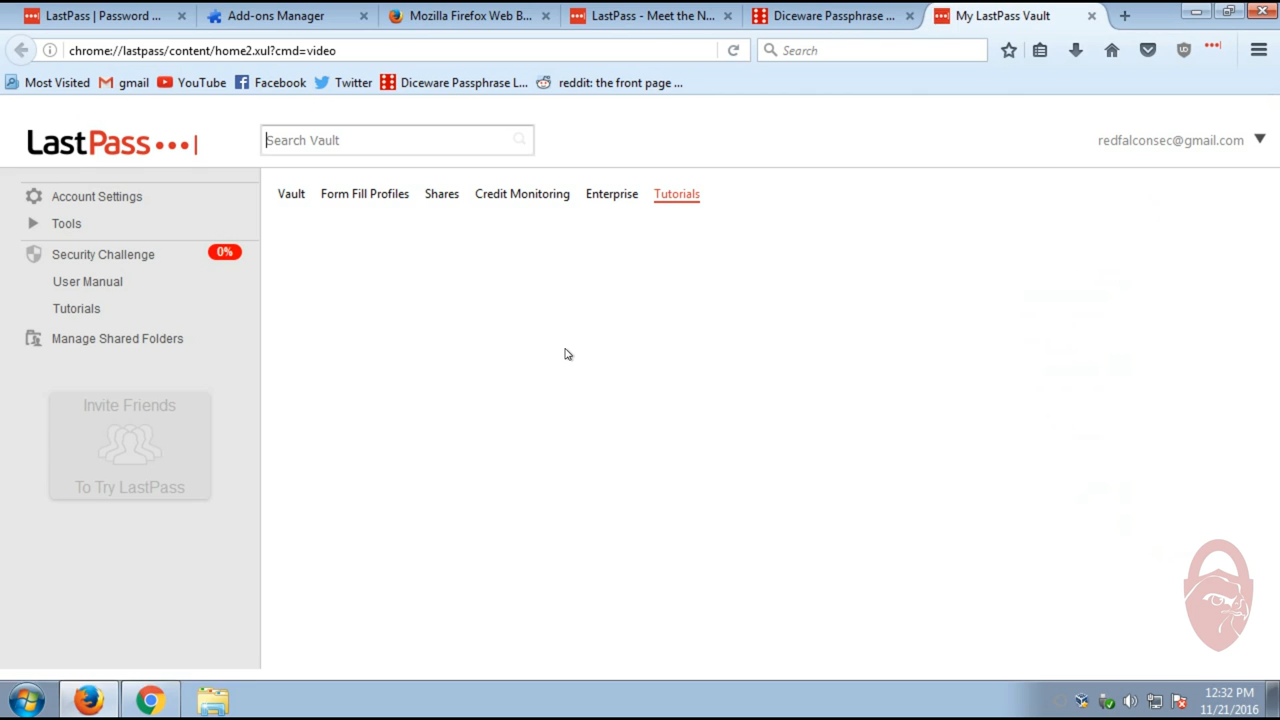 LastPass | Password ...
Add-ons Manager
Mozilla Firefox Web B...
LastPass - Meet the N...
Diceware Passphrase ...
My LastPass Vault
chrome://lastpass/content/home2.xul?cmd=video
Search
Most Visited
gmail
YouTube
Facebook
Twitter
Diceware Passphrase L...
reddit: the front page ...
LastPass
Search Vault
redfalconsec@gmail.com
Account Settings
Tools
Security Challenge
0%
User Manual
Tutorials
Manage Shared Folders
Invite Friends
To Try LastPass
Vault
Form Fill Profiles
Shares
Credit Monitoring
Enterprise
Tutorials
12:32 PM
11/21/2016